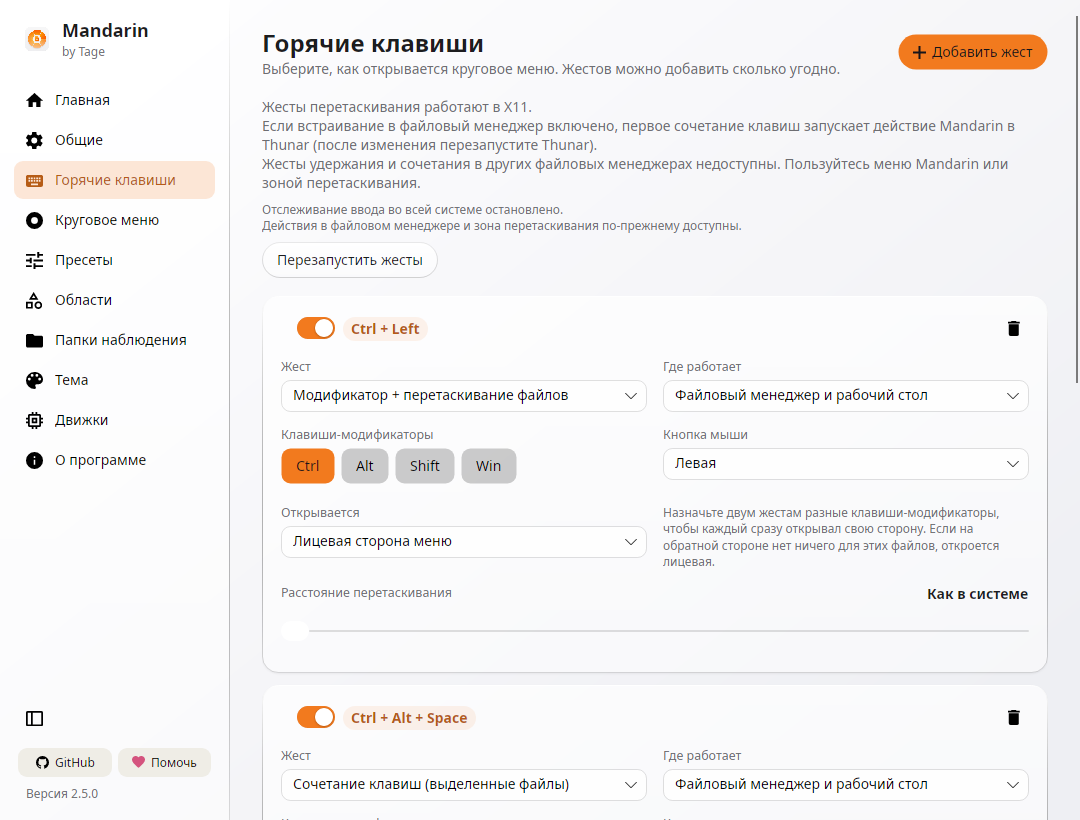 Mandarin
by Tage
Главная
Общие
Горячие клавиши
Круговое меню
Пресеты
Области
Папки наблюдения
Тема
Движки
О программе
GitHub
Помочь
Версия 2.5.0
Горячие клавиши
Выберите, как открывается круговое меню. Жестов можно добавить сколько угодно.
Добавить жест
Жесты перетаскивания работают в X11.
Если встраивание в файловый менеджер включено, первое сочетание клавиш запускает действие Mandarin в
Thunar (после изменения перезапустите Thunar).
Жесты удержания и сочетания в других файловых менеджерах недоступны. Пользуйтесь меню Mandarin или
зоной перетаскивания.
Отслеживание ввода во всей системе остановлено.
Действия в файловом менеджере и зона перетаскивания по-прежнему доступны.
Перезапустить жесты
Ctrl + Left
Жест
Где работает
Модификатор + перетаскивание файлов
Файловый менеджер и рабочий стол
Клавиши-модификаторы
Кнопка мыши
Ctrl
Alt
Shift
Win
Левая
Открывается
Лицевая сторона меню
Назначьте двум жестам разные клавиши-модификаторы,
чтобы каждый сразу открывал свою сторону. Если на
обратной стороне нет ничего для этих файлов, откроется
лицевая.
Расстояние перетаскивания
Как в системе
Ctrl + Alt + Space
Жест
Где работает
Сочетание клавиш (выделенные файлы)
Файловый менеджер и рабочий стол